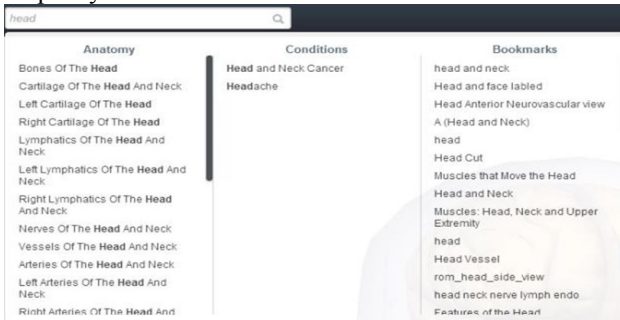 head
Anatomy
Bones Of The Head
Cartilage Of The Head And Neck
Left Cartilage Of The Head
Right Cartilage Of The Head
Lymphatics Of The Head And
Neck
Left Lymphatics Of The Head And
Neck
Right Lymphatics Of The Head
And Neck
Nerves Of The Head And Neck
Vessels Of The Head And Neck
Arteries Of The Head And Neck
Left Arteries Of The Head And
Neck
Right Arteries Of The Head And
Conditions
Head and Neck Cancer
Headache
Bookmarks
head and neck
Head and face labled
Head Anterior Neurovascular view
A (Head and Neck)
head
Head Cut
Muscles that Move the Head
Head and Neck
Muscles: Head, Neck and Upper
Extremity
head
Head Vessel
rom_head_side_view
head neck nerve lymph endo
Features of the Head